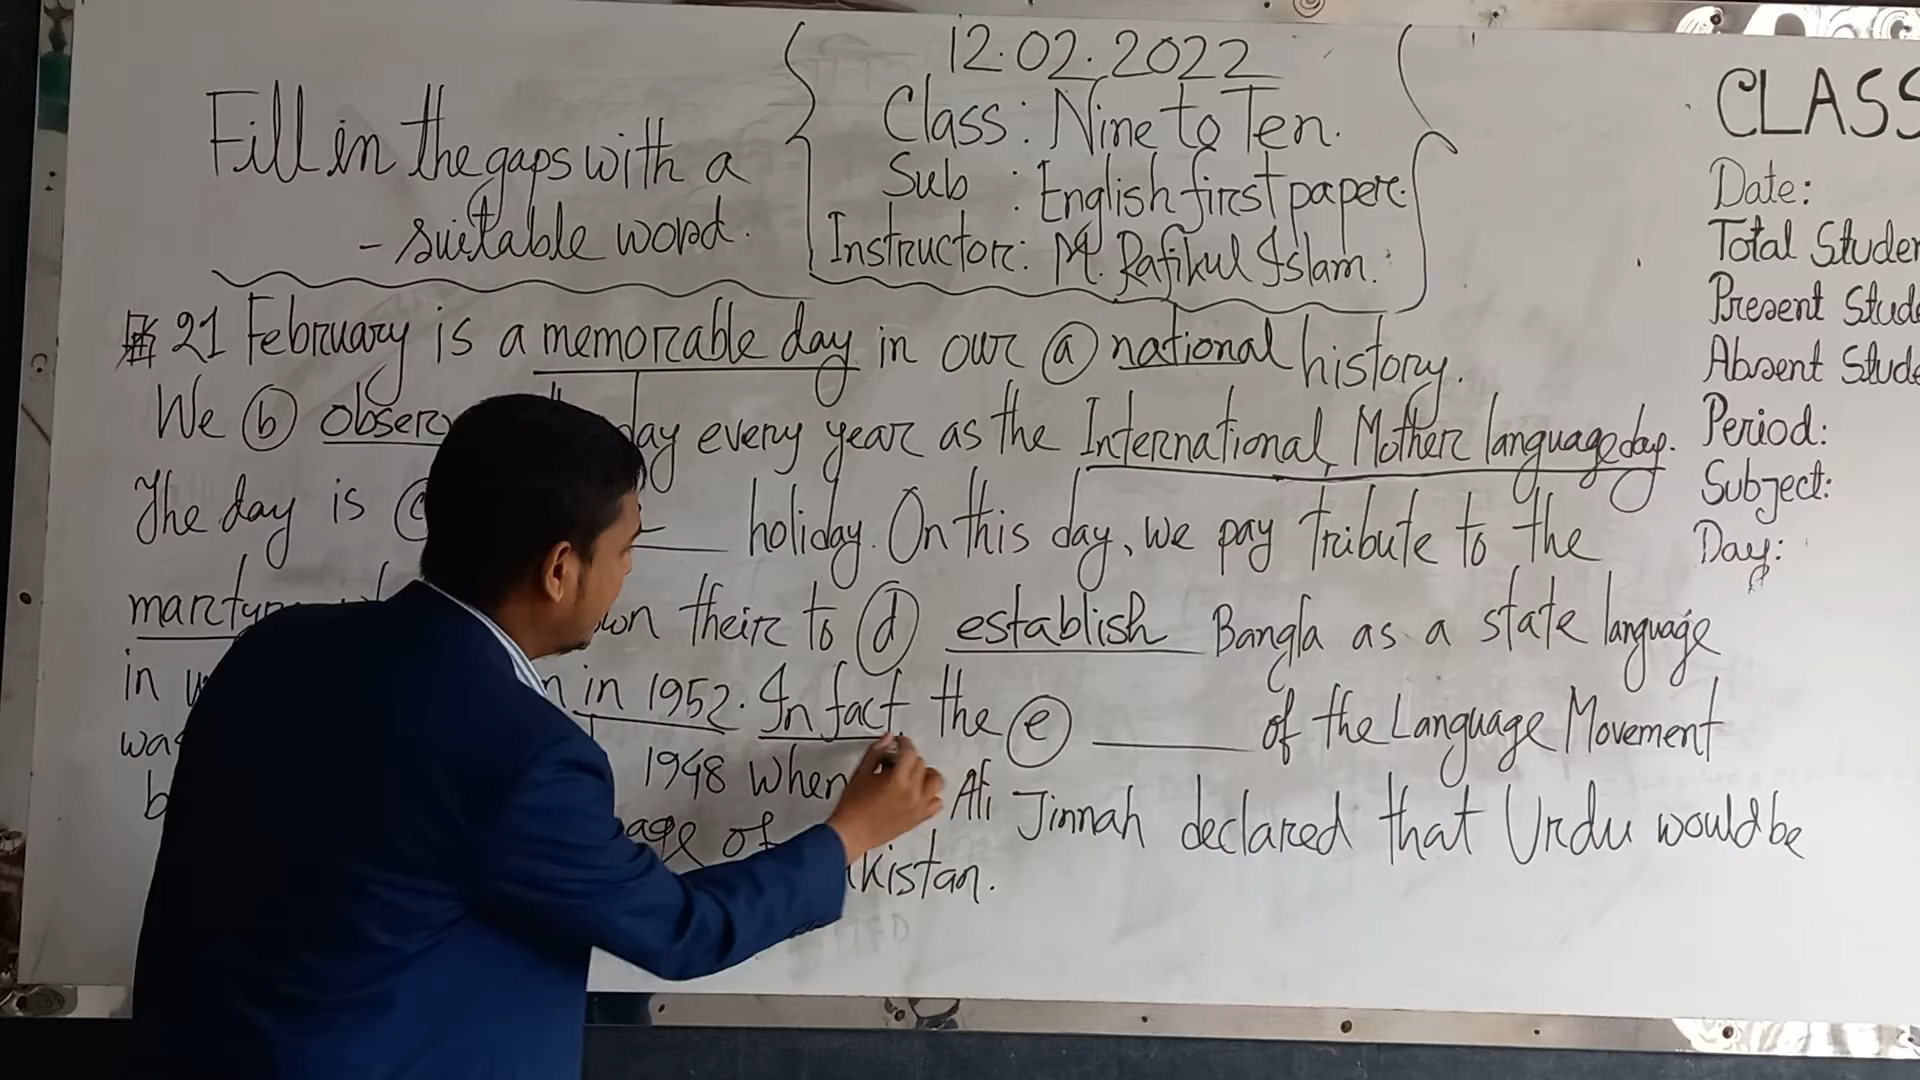 12.02.2022
Class: Nine to Ten.
Sub : English first paper.
Instructor: M. Rafikul Islam.
Fill in the gaps with a
- suitable word.
21 February is a memorable day in our (a) national history.
We (b) day every year as the International Mother language day.
The day is (c) ___ holiday. On this day, we pay tribute to the
their to (d) establish Bangla as a state language
in in 1952. In fact the (e) ___ of the Language Movement
1948 when Ali Jinnah declared that Urdu would be
of
CLASS
Date:
Total
Present
Absent
Period:
Subject:
Day: